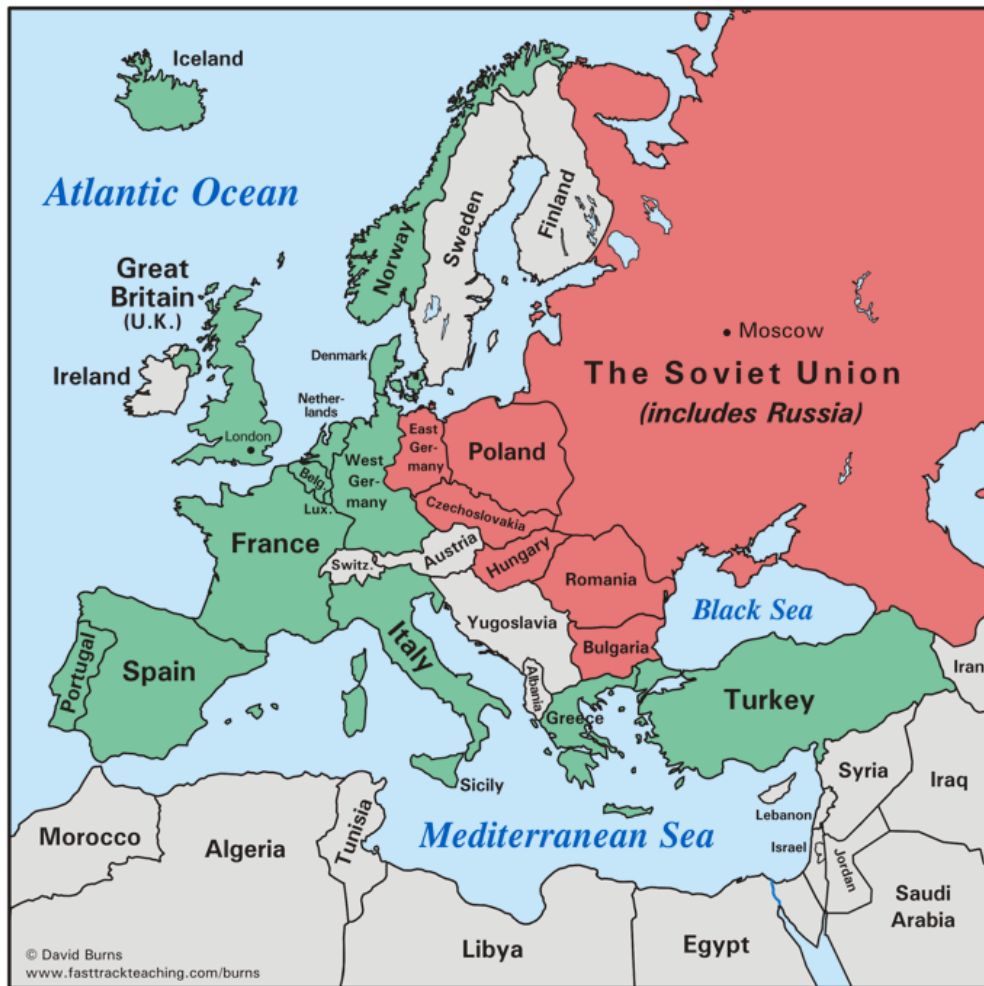 Iceland
Atlantic Ocean
Great
Britain
(U.K.)
Ireland
London
Norway
Sweden
Finland
Denmark
Nether-
lands
Belg.
Lux.
West
Ger-
many
East
Ger-
many
Poland
Czechoslovakia
Moscow
The Soviet Union
(includes Russia)
France
Switz.
Austria
Hungary
Romania
Yugoslavia
Bulgaria
Black Sea
Portugal
Spain
Italy
Albania
Greece
Turkey
Iran
Sicily
Mediterranean Sea
Syria
Iraq
Lebanon
Israel
Jordan
Saudi
Arabia
Morocco
Algeria
Tunisia
Libya
Egypt
© David Burns
www.fasttrackteaching.com/burns